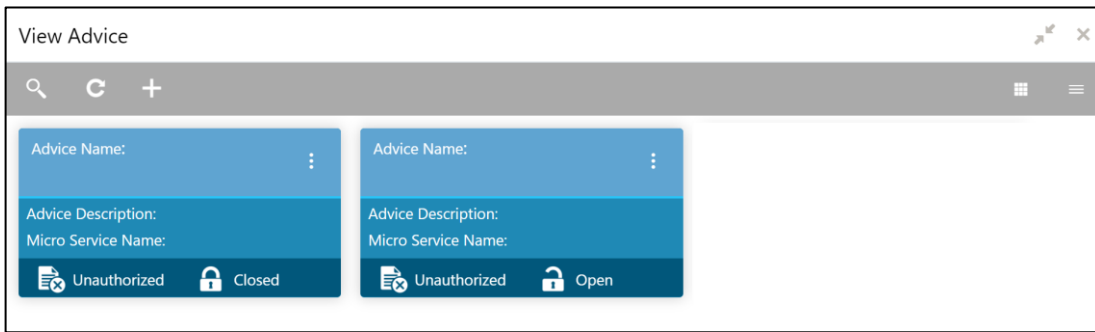 View Advice
Advice Name:
Advice Description:
Micro Service Name:
Unauthorized Closed
Advice Name:
Advice Description:
Micro Service Name:
Unauthorized Open